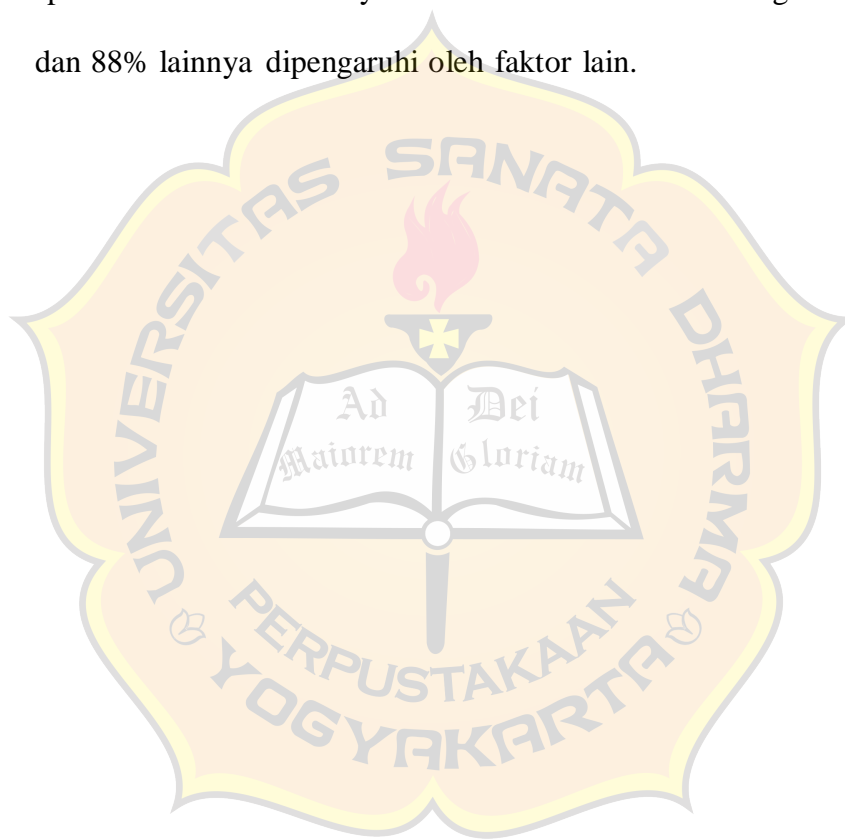 dan 88% lainnya dipengaruhi oleh faktor lain.
UNIVERSITAS SANATA DHARMA
Ad Dei
Maiorem Gloriam
PERPUSTAKAAN
YOGYAKARTA